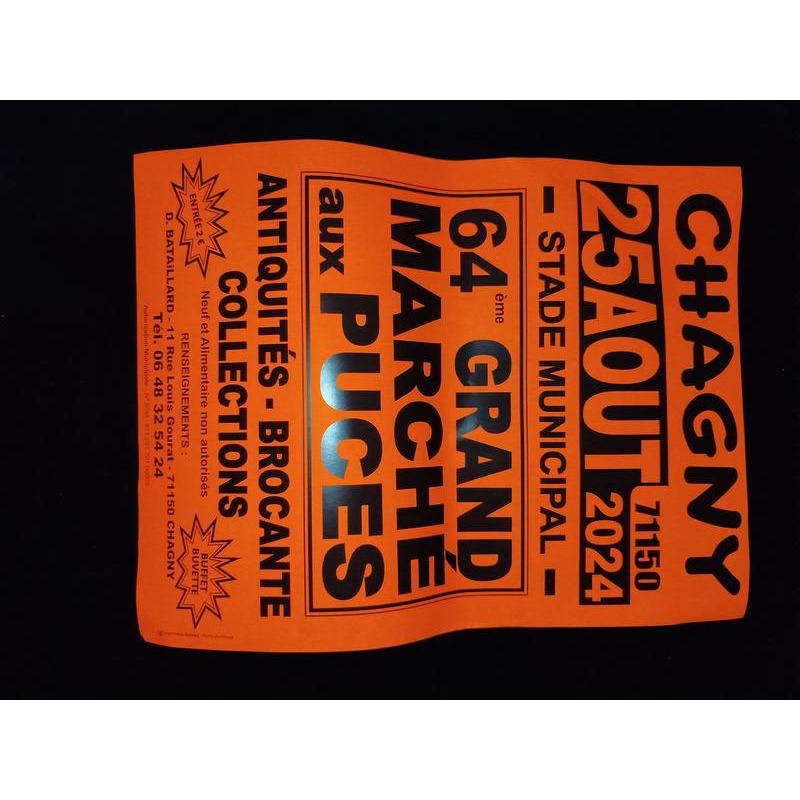 CHAGNY
71150
25 AOUT 2024
- STADE MUNICIPAL -
64ème GRAND
MARCHÉ
aux PUCES
ANTIQUITÉS - BROCANTE
COLLECTIONS
Neuf et Alimentaire non autorisés
ENTRÉE 2 €
RENSEIGNEMENTS :
BUFFET
BUVETTE
D. BATAILLARD - 11 Rue Louis Gourat - 71150 CHAGNY
Tél. 06 48 32 54 24
Autorisation Municipale